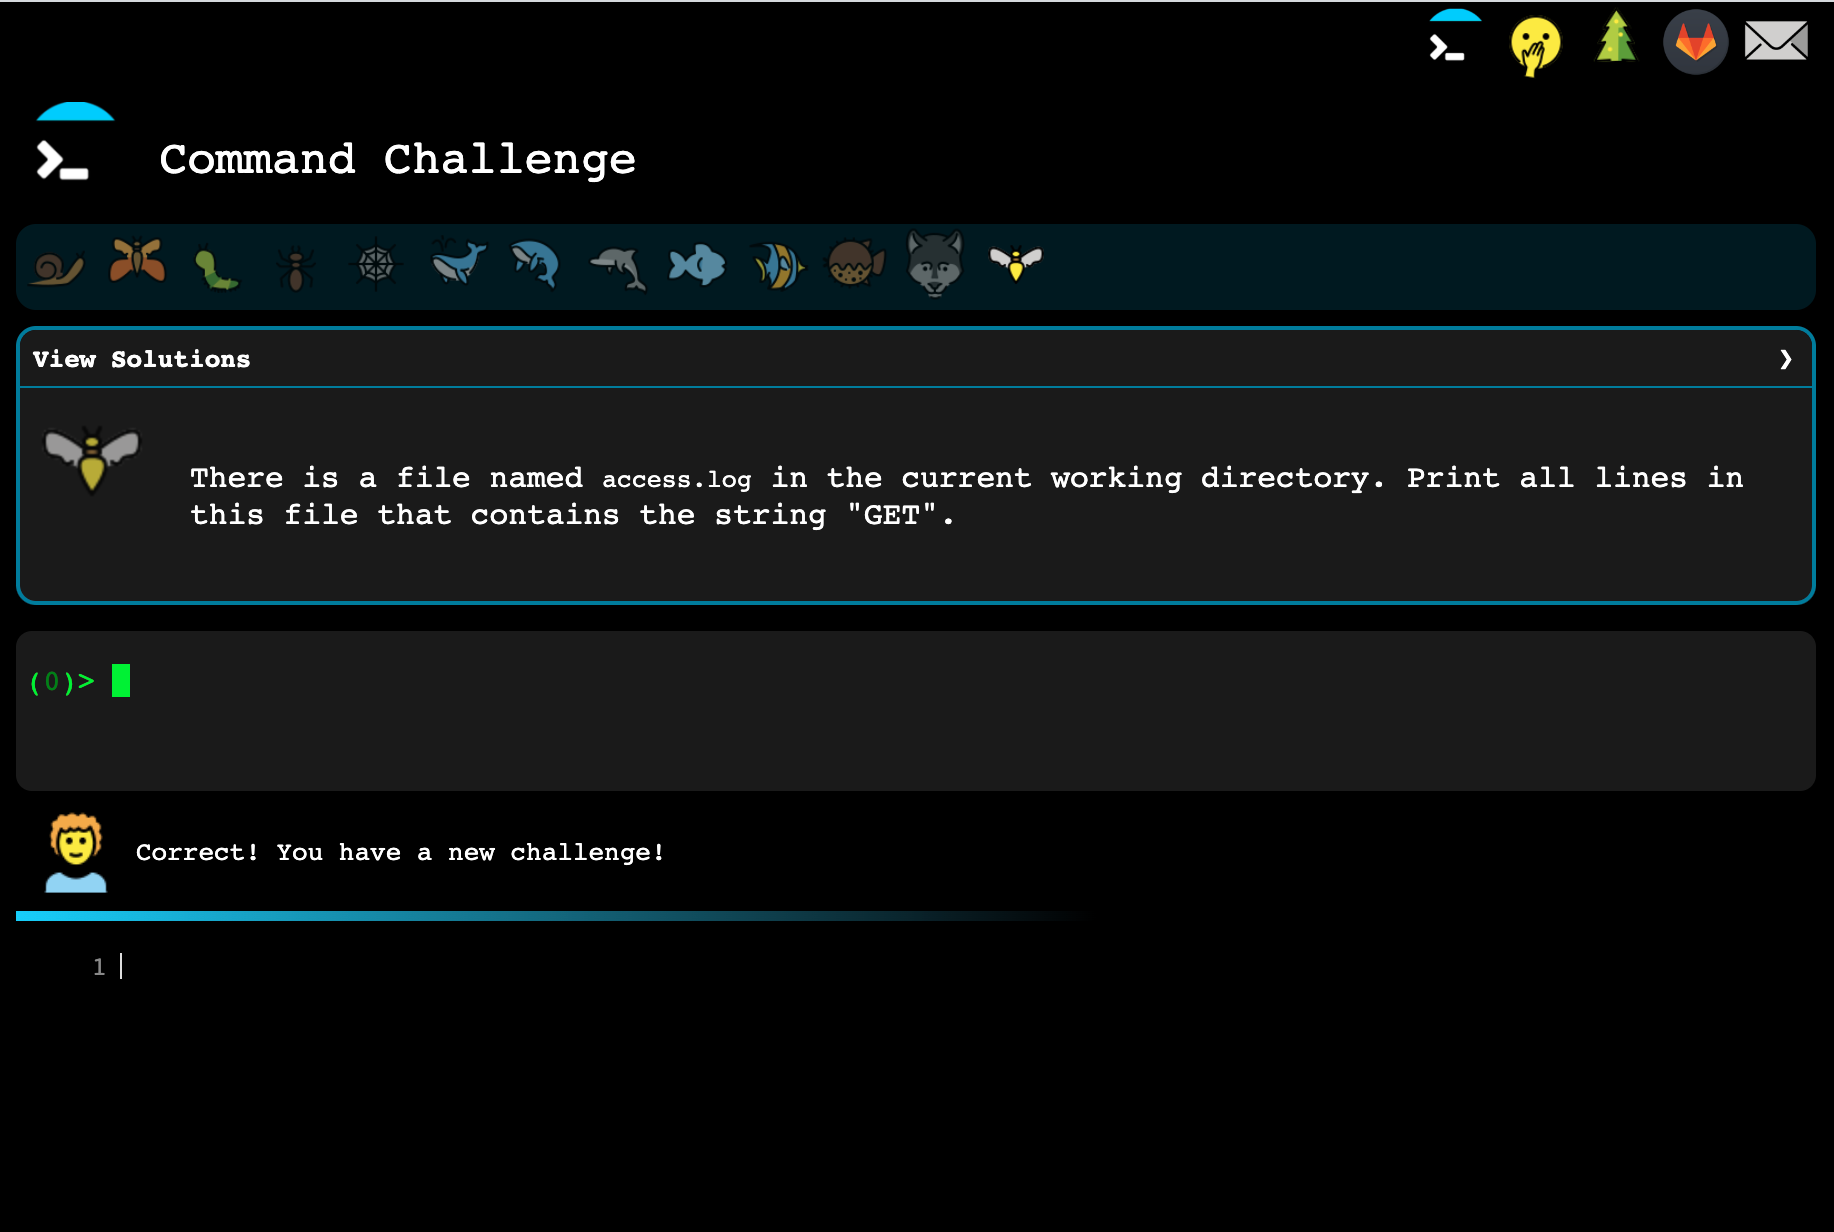 Command Challenge
View Solutions ❯
There is a file named access.log in the current working directory. Print all lines in
this file that contains the string "GET".
(0)>
Correct! You have a new challenge!
1